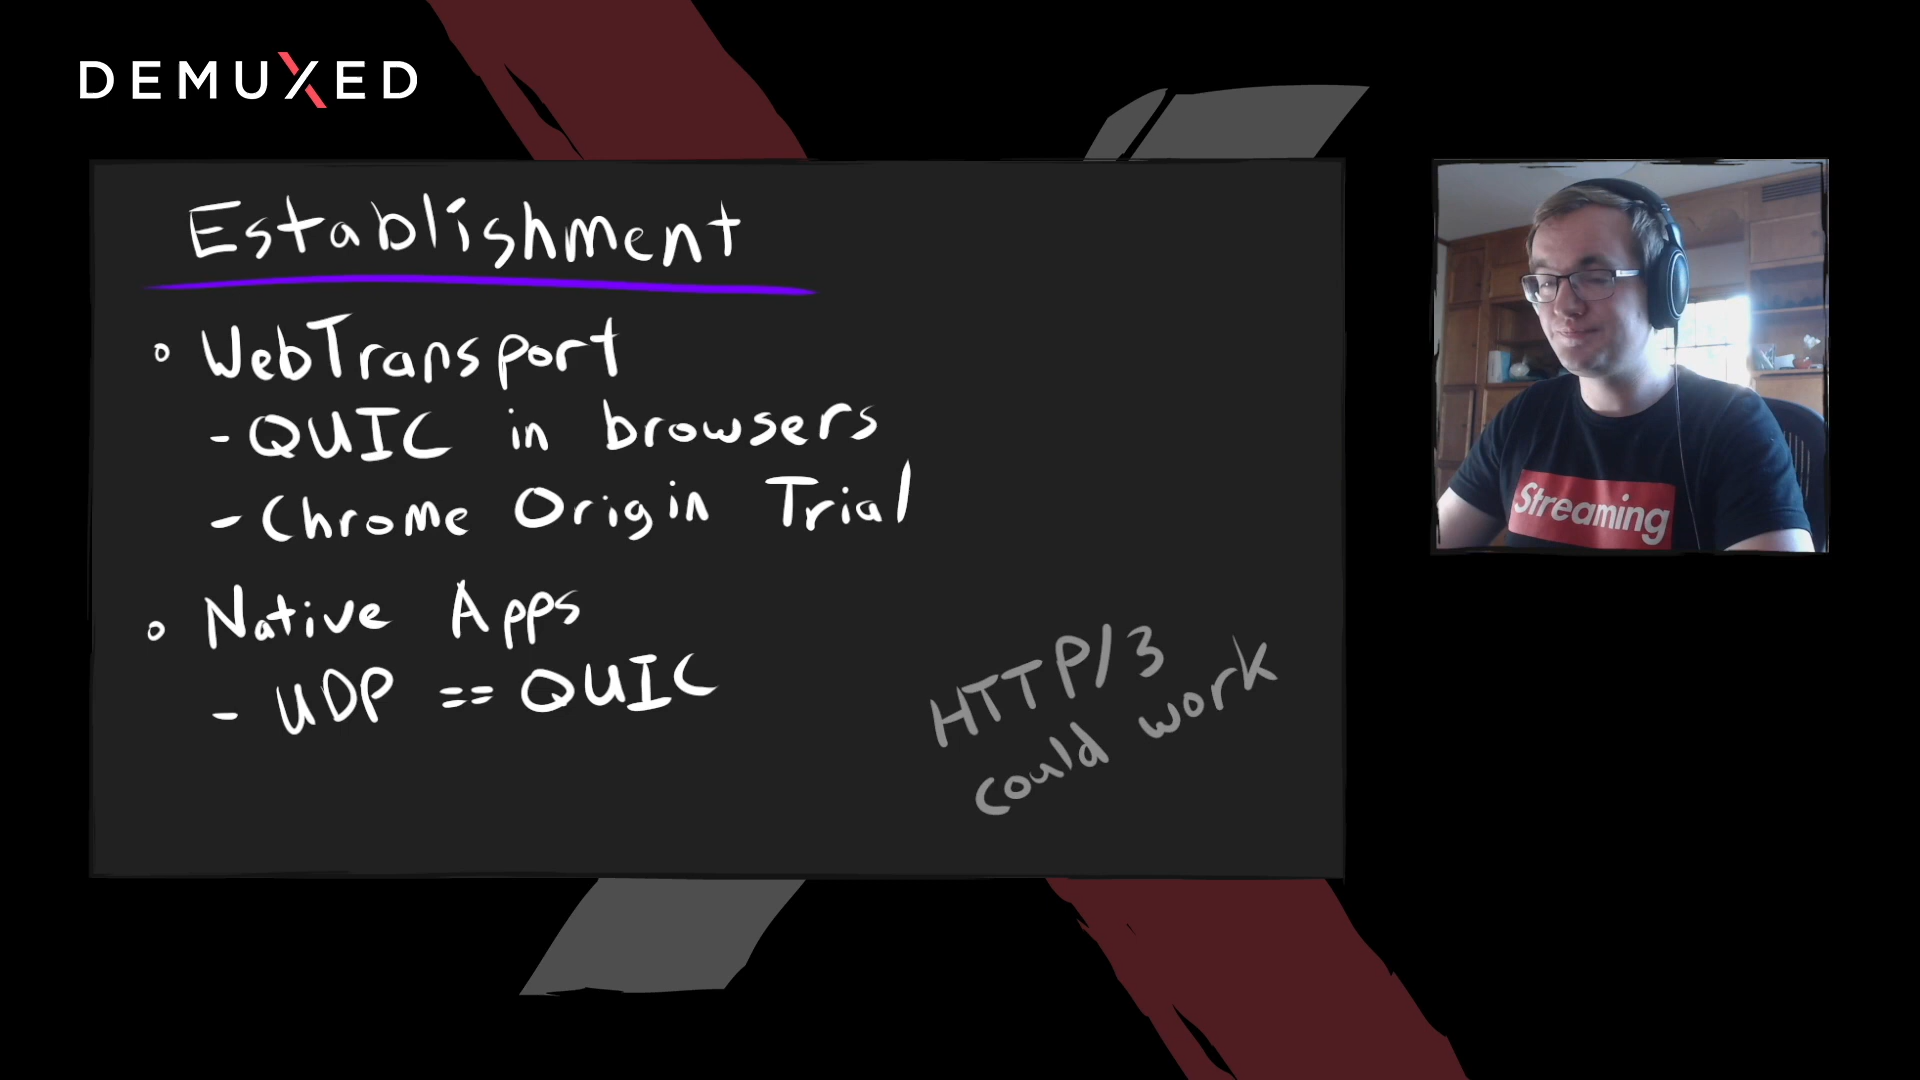 DEMUXED
Establishment
° WebTransport
- QUIC in browsers
- Chrome Origin Trial
° Native Apps
- UDP == QUIC
HTTP/3
could work
Streaming